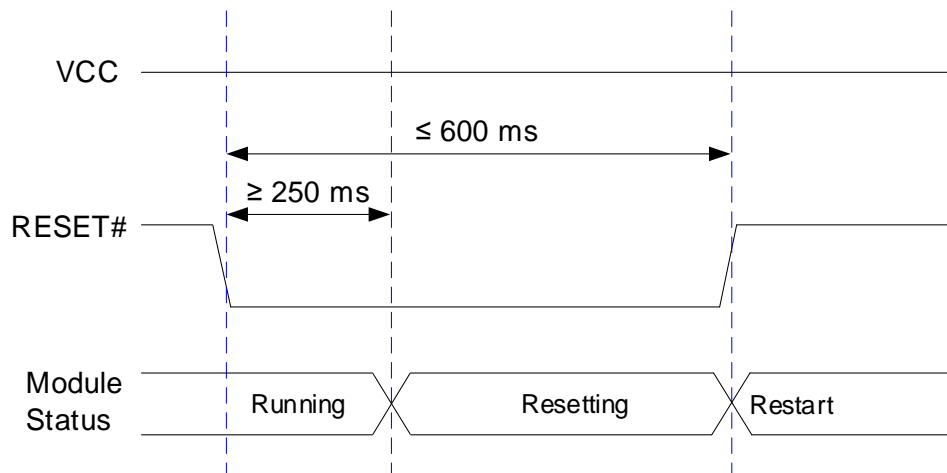 VCC
≤ 600 ms
≥ 250 ms
RESET#
Module
Status
Running
Resetting
Restart